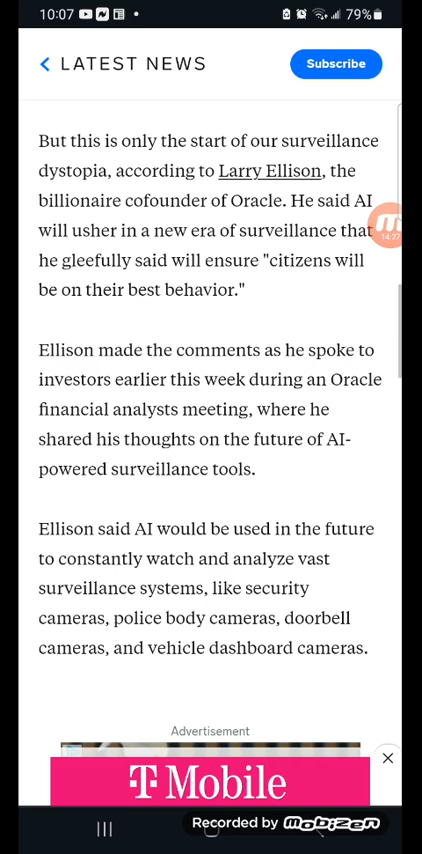 10:07
79%
LATEST NEWS
Subscribe
But this is only the start of our surveillance
dystopia, according to Larry Ellison, the
billionaire cofounder of Oracle. He said AI
will usher in a new era of surveillance that
he gleefully said will ensure "citizens will
be on their best behavior."
14:27
Ellison made the comments as he spoke to
investors earlier this week during an Oracle
financial analysts meeting, where he
shared his thoughts on the future of AI-
powered surveillance tools.
Ellison said AI would be used in the future
to constantly watch and analyze vast
surveillance systems, like security
cameras, police body cameras, doorbell
cameras, and vehicle dashboard cameras.
Advertisement
T Mobile
Recorded by mobizen